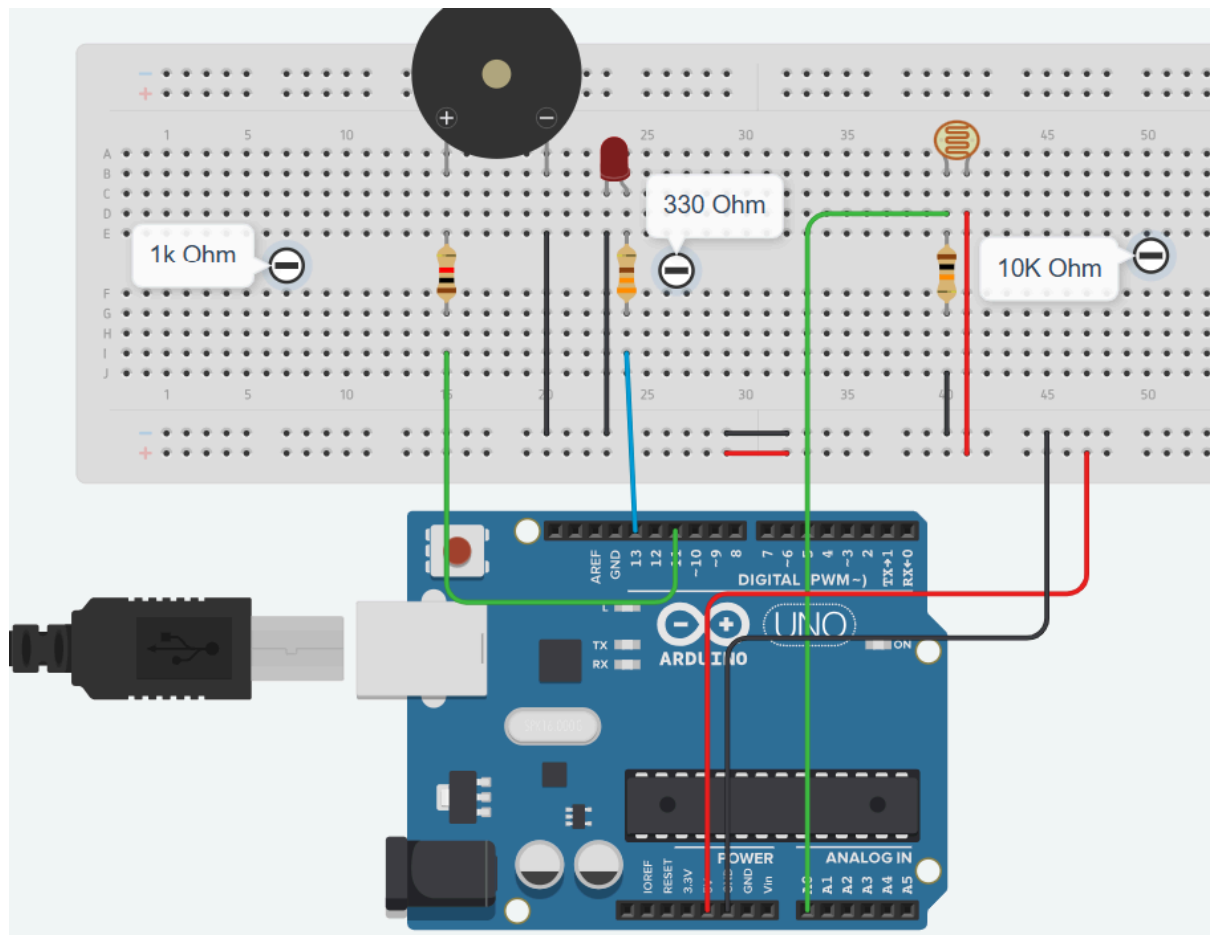 1 5 10 25 30 35 45 50
A
B
C
D
E
F
G
H
I
J
330 Ohm
1k Ohm
10K Ohm
1 5 10 15 20 25 30 35 40 45 50
AREF
GND
13
12
11
~10
~9
8
7
~6
5
4
~3
2
TX→1
RX←0
DIGITAL (PWM~)
L
TX
RX
ARDUINO
UNO
ON
POWER
ANALOG IN
IOREF
RESET
3.3V
5V
GND
GND
Vin
A0
A1
A2
A3
A4
A5